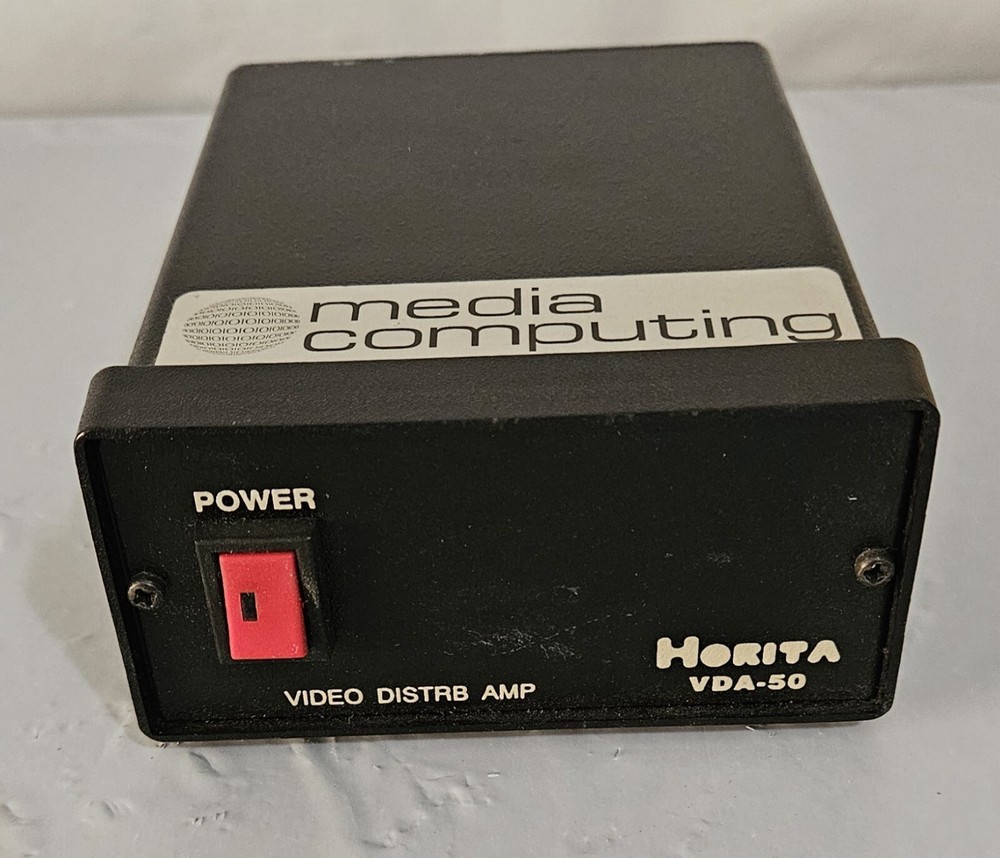 media
computing
POWER
HORITA
VDA-50
VIDEO DISTRB AMP